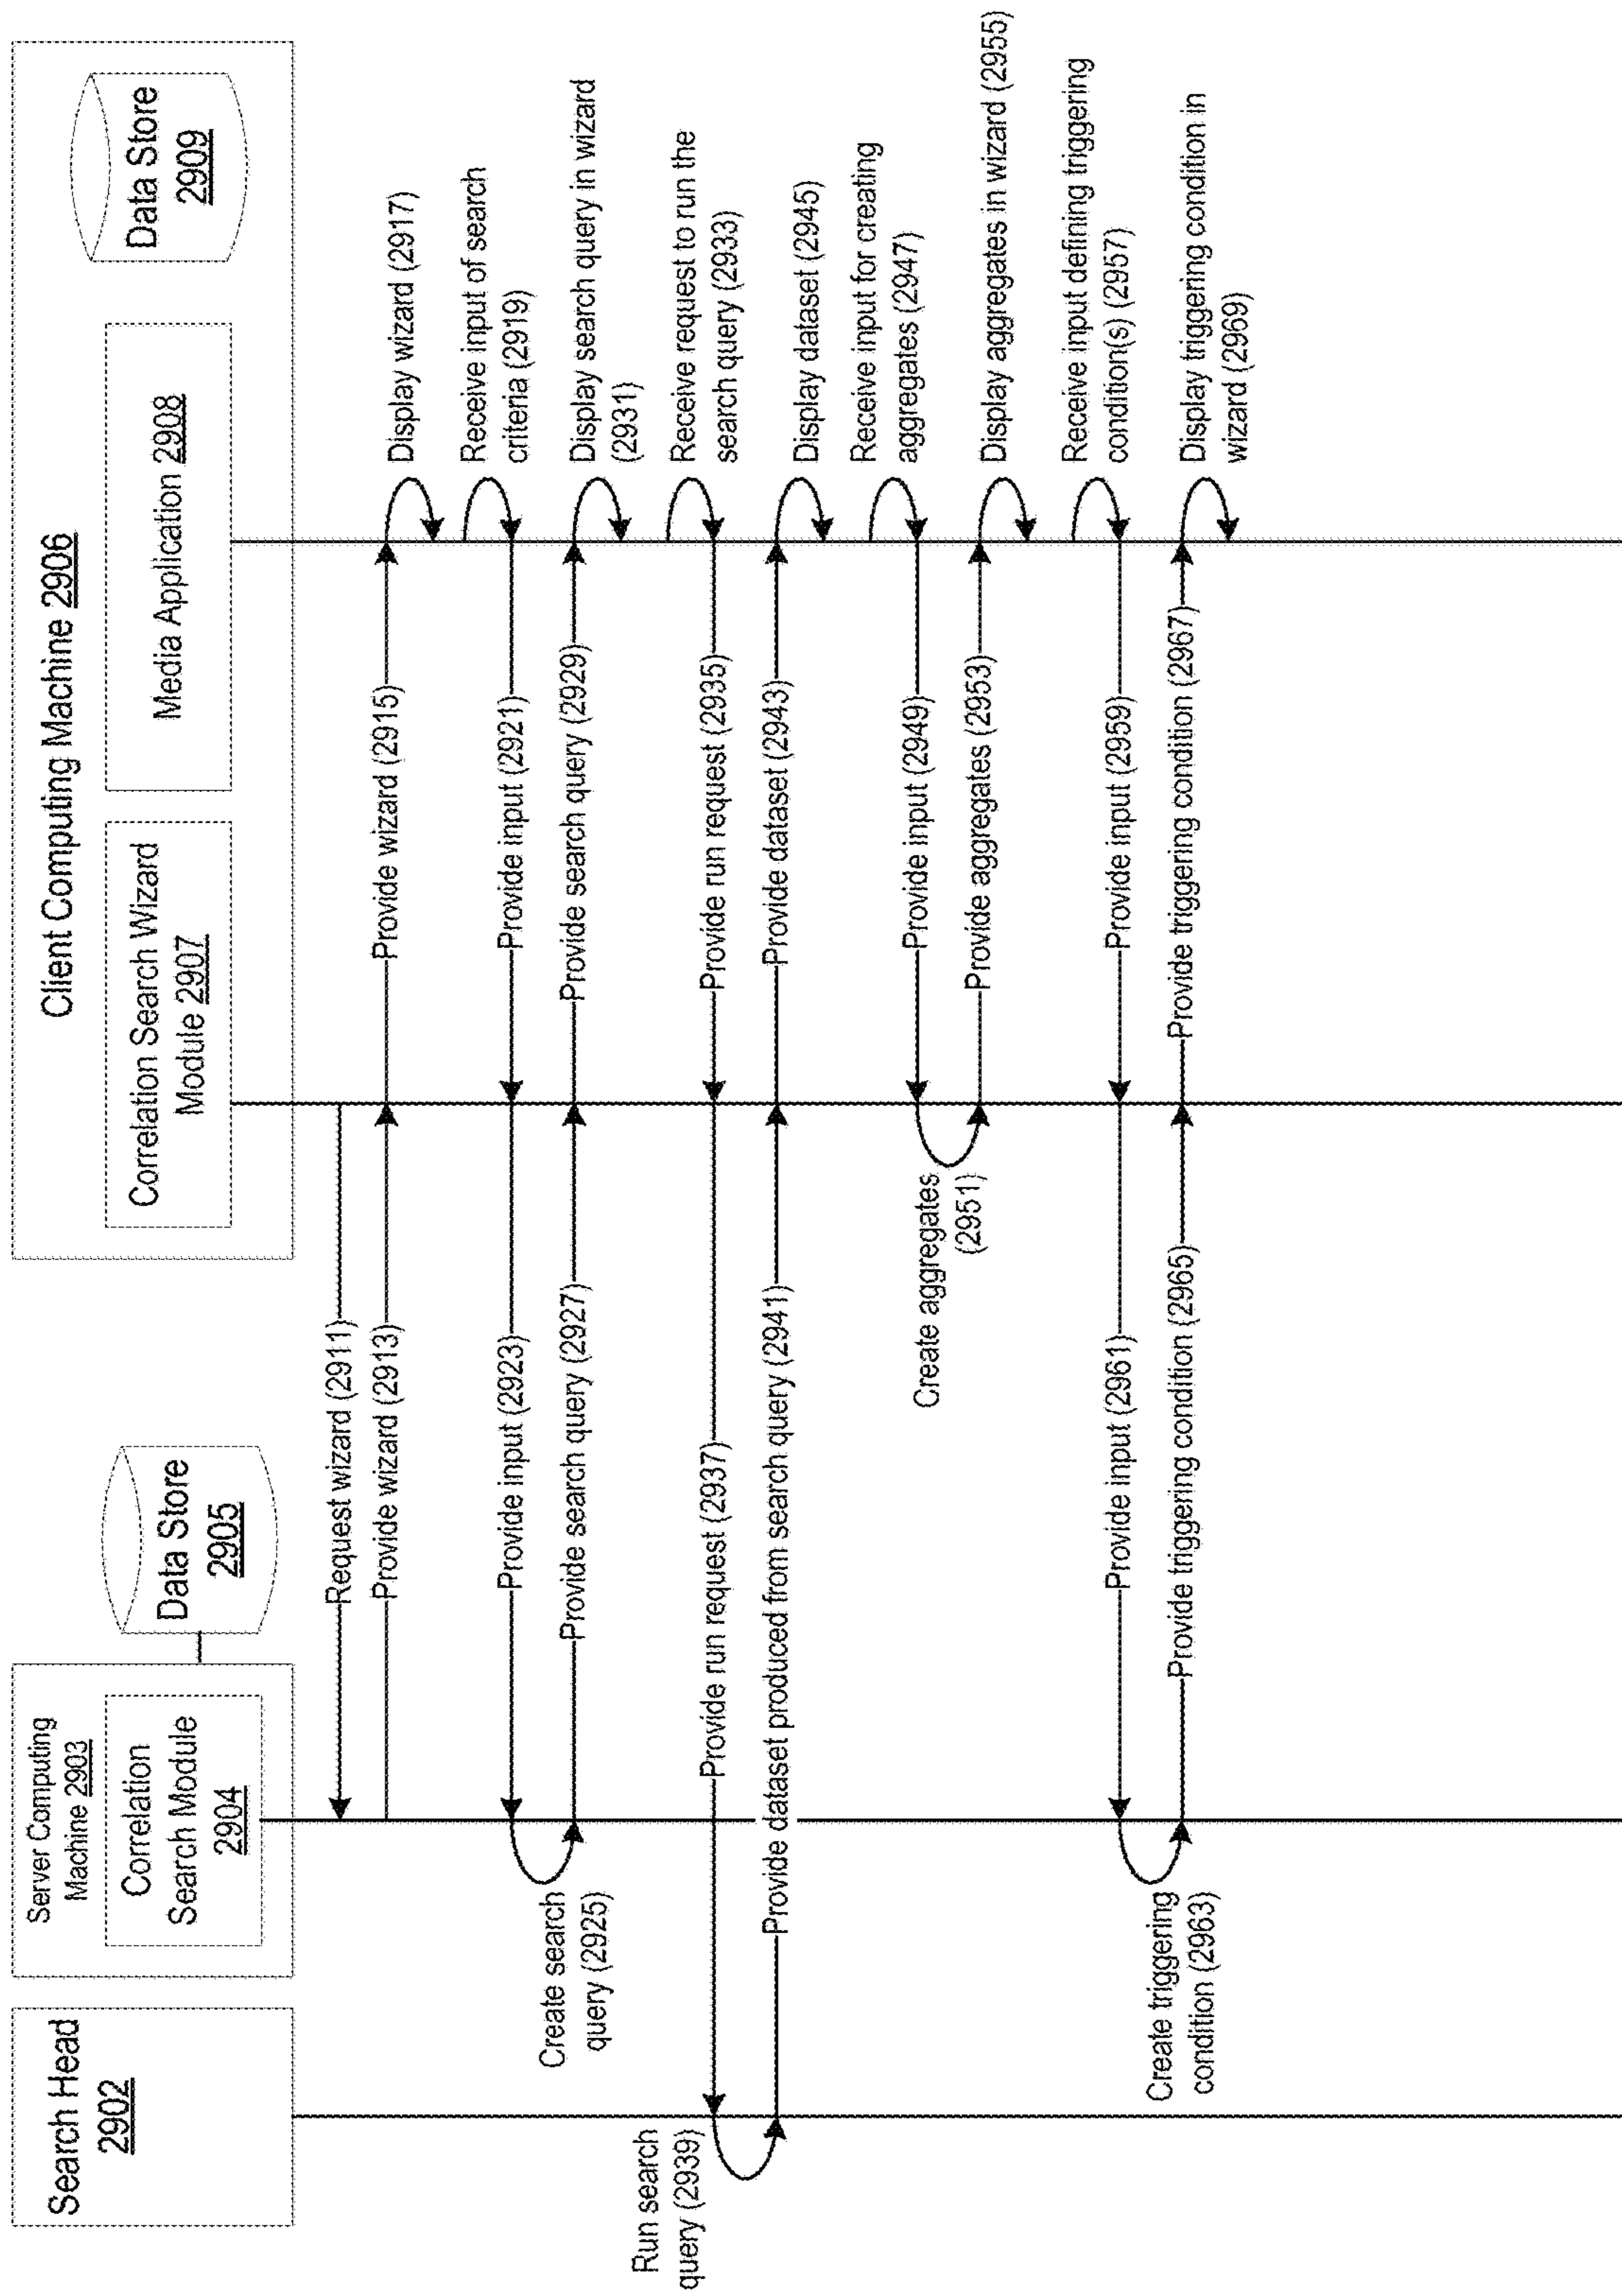 Search Head
2902
Server Computing
Machine 2903
Correlation
Search Module
2904
Data Store
2905
Client Computing Machine 2906
Correlation Search Wizard
Module 2907
Media Application 2908
Data Store
2909
Request wizard (2911)
Provide wizard (2913)
Provide wizard (2915)
Display wizard (2917)
Receive input of search
criteria (2919)
Provide input (2921)
Provide input (2923)
Create search
query (2925)
Provide search query (2927)
Provide search query (2929)
Display search query in wizard
(2931)
Receive request to run the
search query (2933)
Provide run request (2935)
Provide run request (2937)
Run search
query (2939)
Provide dataset produced from search query (2941)
Provide dataset (2943)
Display dataset (2945)
Receive input for creating
aggregates (2947)
Provide input (2949)
Create aggregates
(2951)
Provide aggregates (2953)
Display aggregates in wizard (2955)
Receive input defining triggering
condition(s) (2957)
Provide input (2959)
Provide input (2961)
Create triggering
condition (2963)
Provide triggering condition (2965)
Provide triggering condition (2967)
Display triggering condition in
wizard (2969)